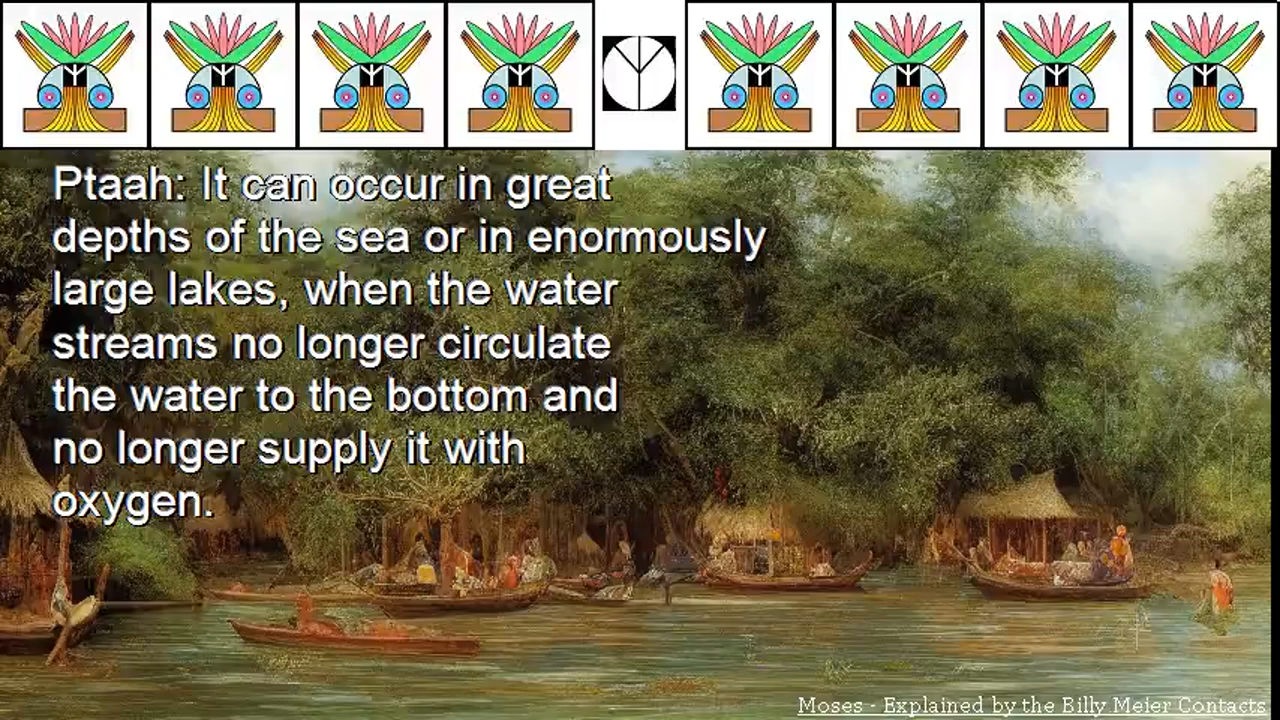 Ptaah: It can occur in great
depths of the sea or in enormously
large lakes, when the water
streams no longer circulate
the water to the bottom and
no longer supply it with
oxygen.
Moses - Explained by the Billy Meier Contacts